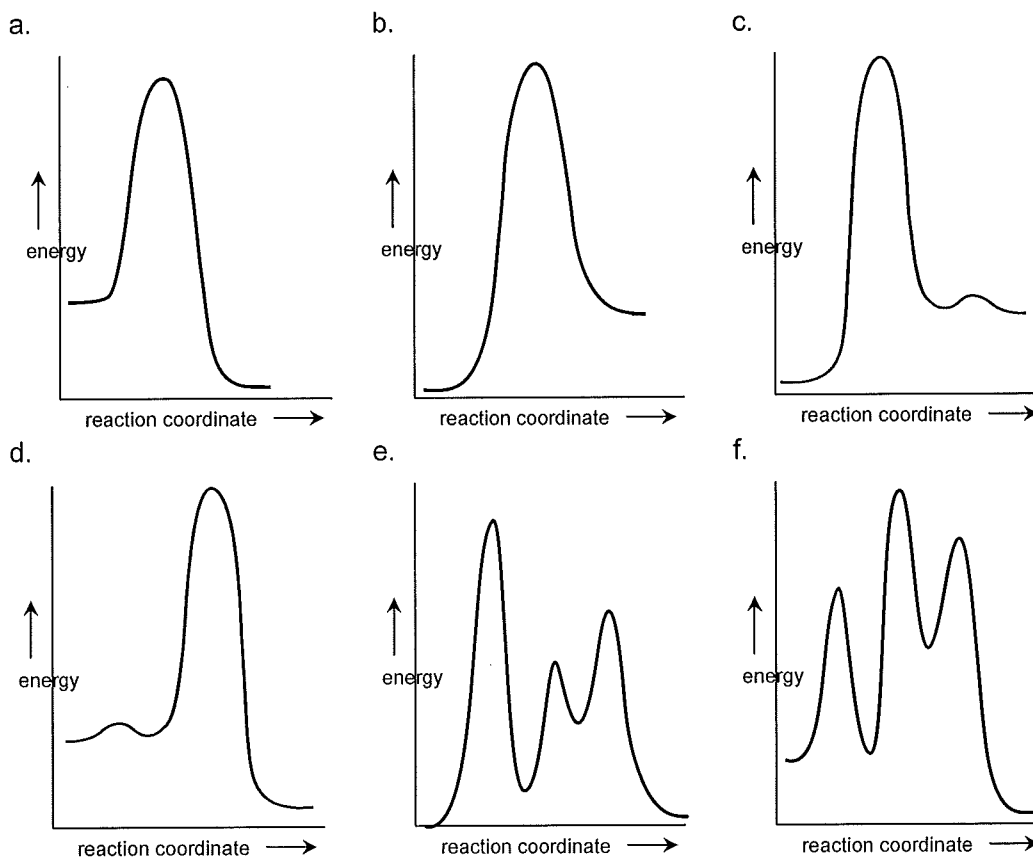 a.
b.
c.
energy
energy
energy
reaction coordinate
reaction coordinate
reaction coordinate
d.
e.
f.
energy
energy
energy
reaction coordinate
reaction coordinate
reaction coordinate